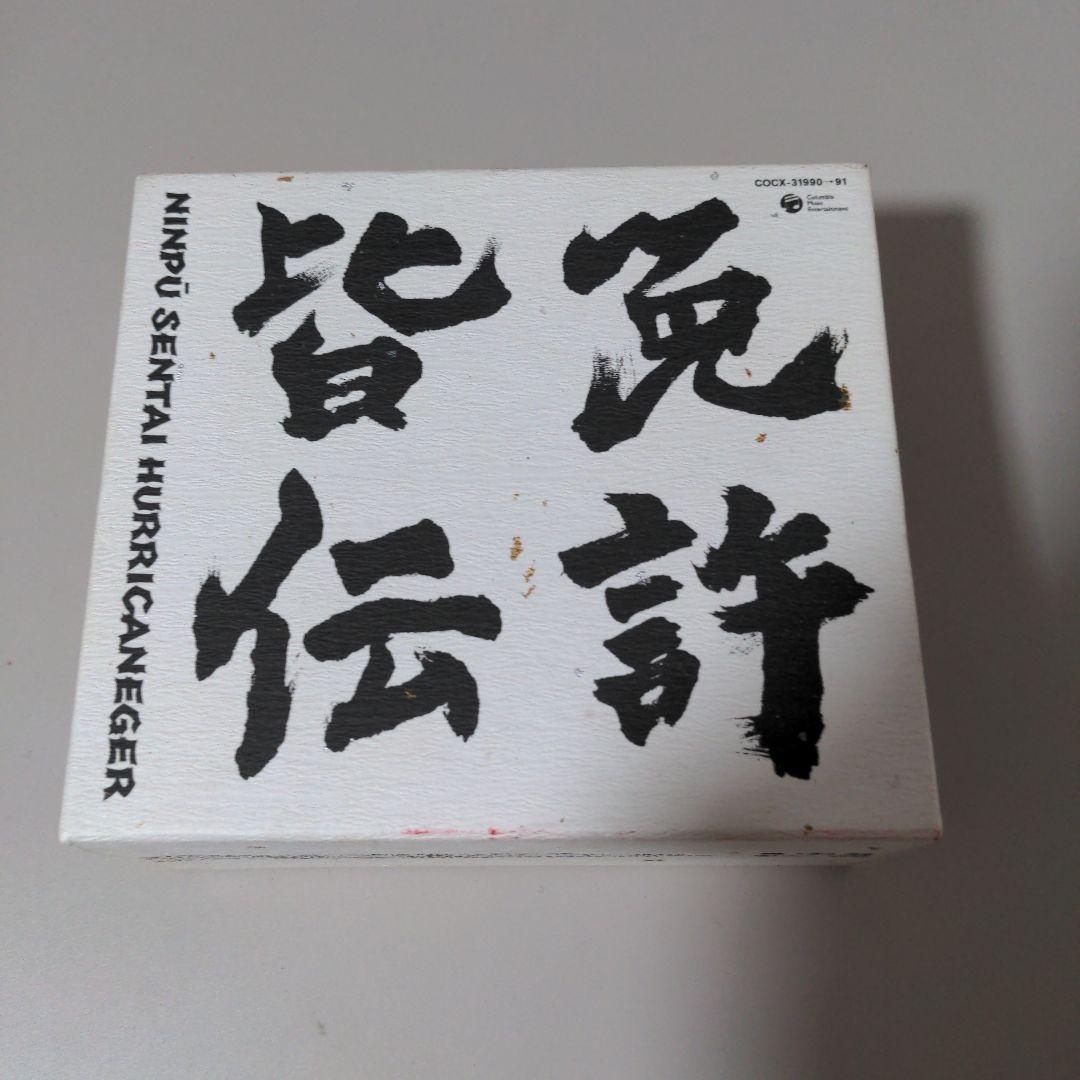 COCX-31990→91
Columbia
Music
Entertainment
免許
皆伝
NINPŪ SENTAI HURRICANEGER